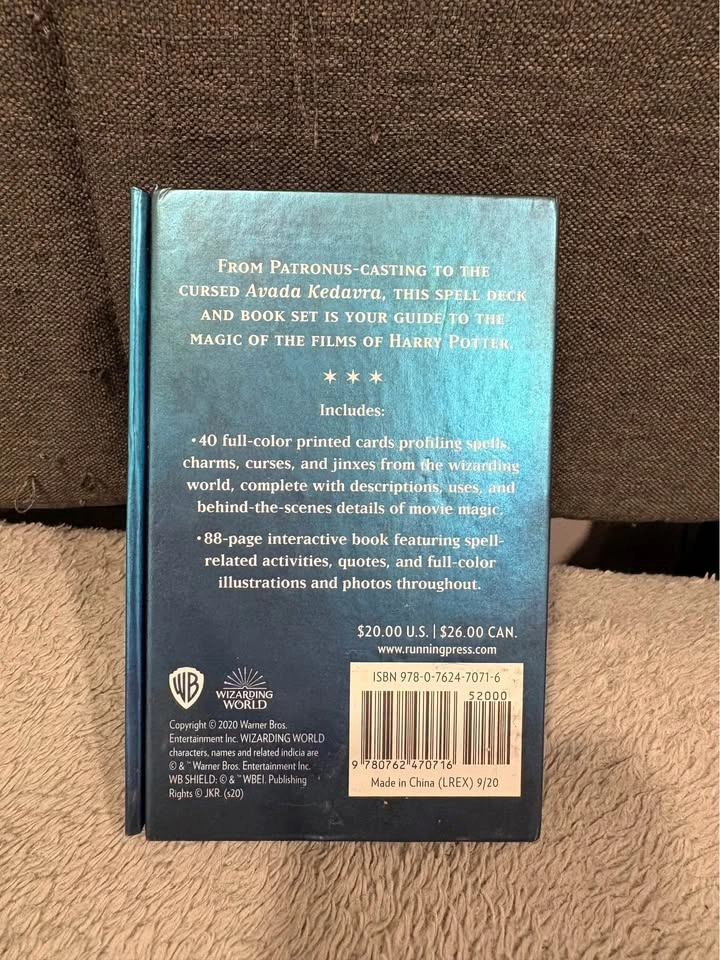 FROM PATRONUS-CASTING TO THE
CURSED Avada Kedavra, THIS SPELL DECK
AND BOOK SET IS YOUR GUIDE TO THE
MAGIC OF THE FILMS OF HARRY POTTER.
✶ ✶ ✶
Includes:
• 40 full-color printed cards profiling spells,
charms, curses, and jinxes from the wizarding
world, complete with descriptions, uses, and
behind-the-scenes details of movie magic.
• 88-page interactive book featuring spell-
related activities, quotes, and full-color
illustrations and photos throughout.
$20.00 U.S. | $26.00 CAN.
www.runningpress.com
WB
WIZARDING
WORLD
Copyright © 2020 Warner Bros.
Entertainment Inc. WIZARDING WORLD
characters, names and related indicia are
© & ™ Warner Bros. Entertainment Inc.
WB SHIELD: © & ™ WBEI. Publishing
Rights © JKR. (s20)
ISBN 978-0-7624-7071-6
52000
9 780762 470716
Made in China (LREX) 9/20